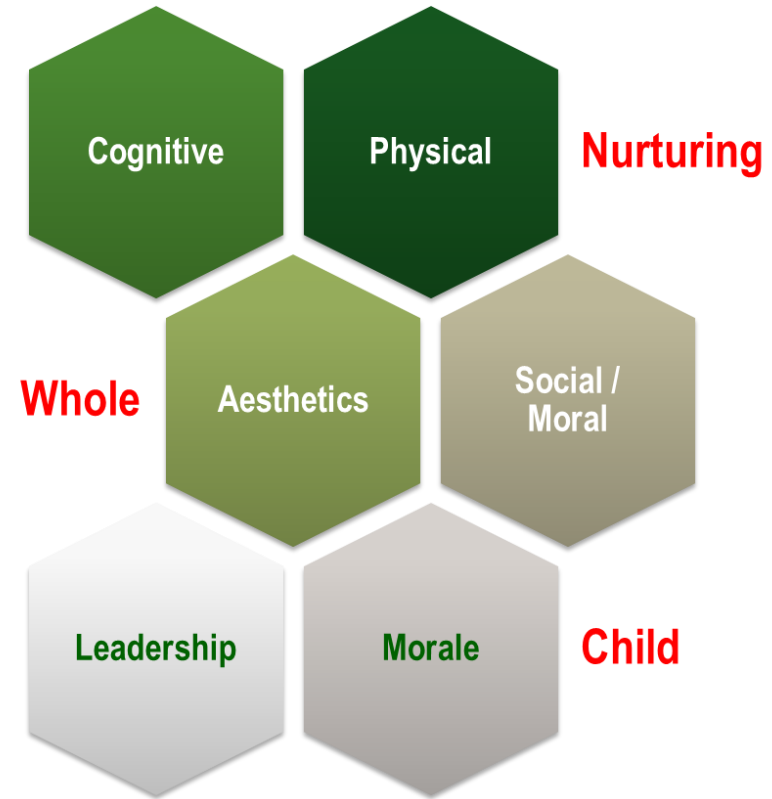 Cognitive
Physical
Nurturing
Whole
Aesthetics
Social /
Moral
Leadership
Morale
Child